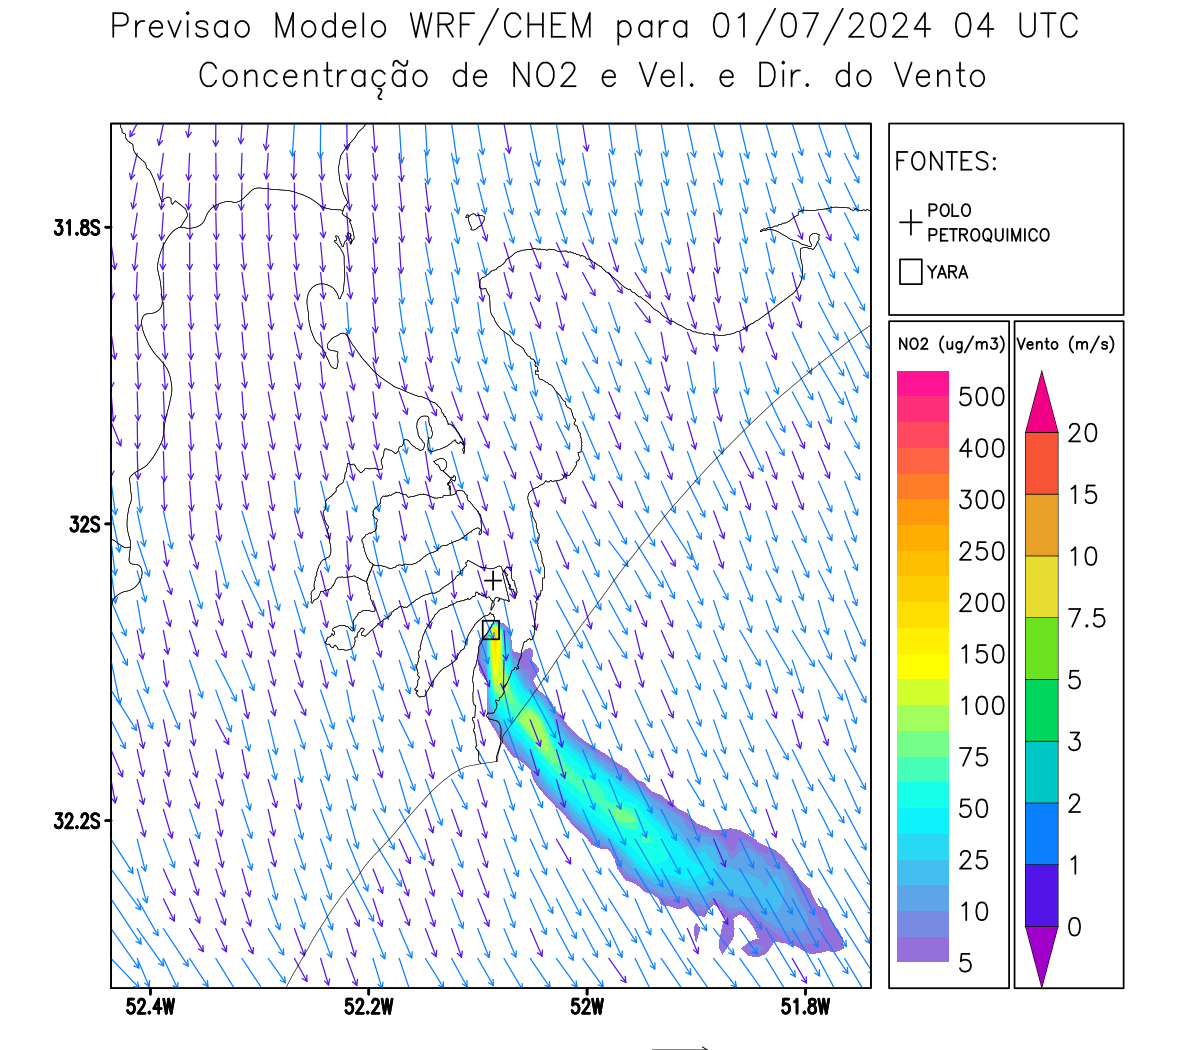 Previsao Modelo WRF/CHEM para 01/07/2024 04 UTC
Concentração de NO2 e Vel. e Dir. do Vento
FONTES:
POLO
PETROQUIMICO
YARA
NO2 (ug/m3)
500
400
300
250
200
150
100
75
50
25
10
5
Vento (m/s)
20
15
10
7.5
5
3
2
1
0
31.8S
32S
32.2S
52.4W
52.2W
52W
51.8W